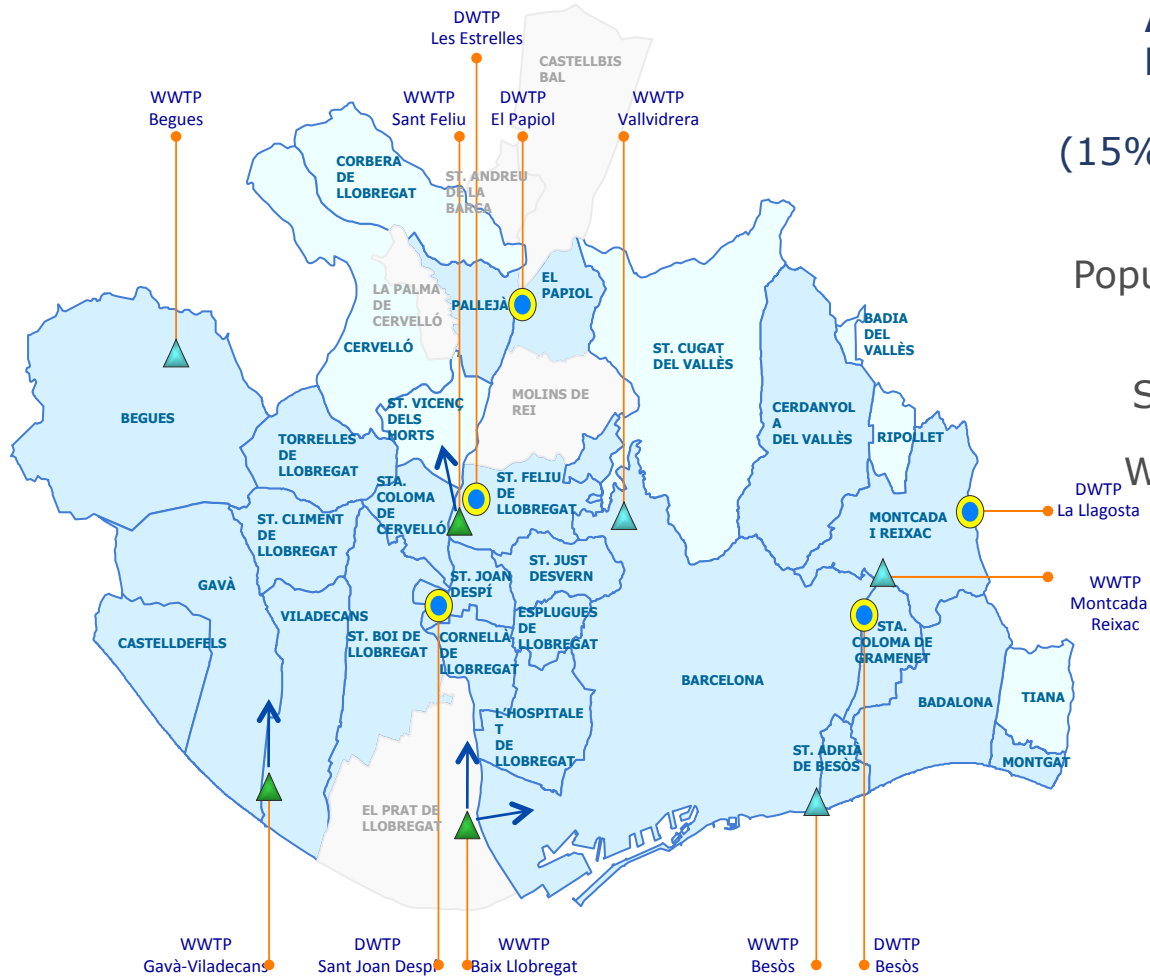 DWTP
Les Estrelles
(15%
CASTELLBIS
BAL
WWTP
Begues
WWTP
Sant Feliu
DWTP
El Papiol
WWTP
Vallvidrera
CORBERA
DE
LLOBREGAT
ST. ANDREU
DE LA
BARCA
Popu
LA PALMA
DE
CERVELLÓ
PALLEJÀ
EL
PAPIOL
CERVELLÓ
ST. CUGAT
DEL VALLÈS
BADIA
DEL
VALLÈS
S
MOLINS DE
REI
BEGUES
ST. VICENÇ
DELS
HORTS
CERDANYOL
A
DEL VALLÈS
RIPOLLET
TORRELLES
DE
LLOBREGAT
W
STA.
COLOMA
DE
CERVELLÓ
ST. FELIU
DE
LLOBREGAT
DWTP
La Llagosta
ST. CLIMENT
DE
LLOBREGAT
MONTCADA
I REIXAC
GAVÀ
ST. JOAN
DESPÍ
ST. JUST
DESVERN
WWTP
Montcada
Reixac
VILADECANS
CASTELLDEFELS
ST. BOI DE
LLOBREGAT
CORNELLÀ
DE
LLOBREGAT
ESPLUGUES
DE
LLOBREGAT
STA.
COLOMA DE
GRAMENET
BARCELONA
BADALONA
TIANA
L'HOSPITALE
T
DE
LLOBREGAT
ST. ADRIÀ
DE BESÒS
MONTGAT
EL PRAT DE
LLOBREGAT
WWTP
Gavà-Viladecans
DWTP
Sant Joan Despí
WWTP
Baix Llobregat
WWTP
Besòs
DWTP
Besòs